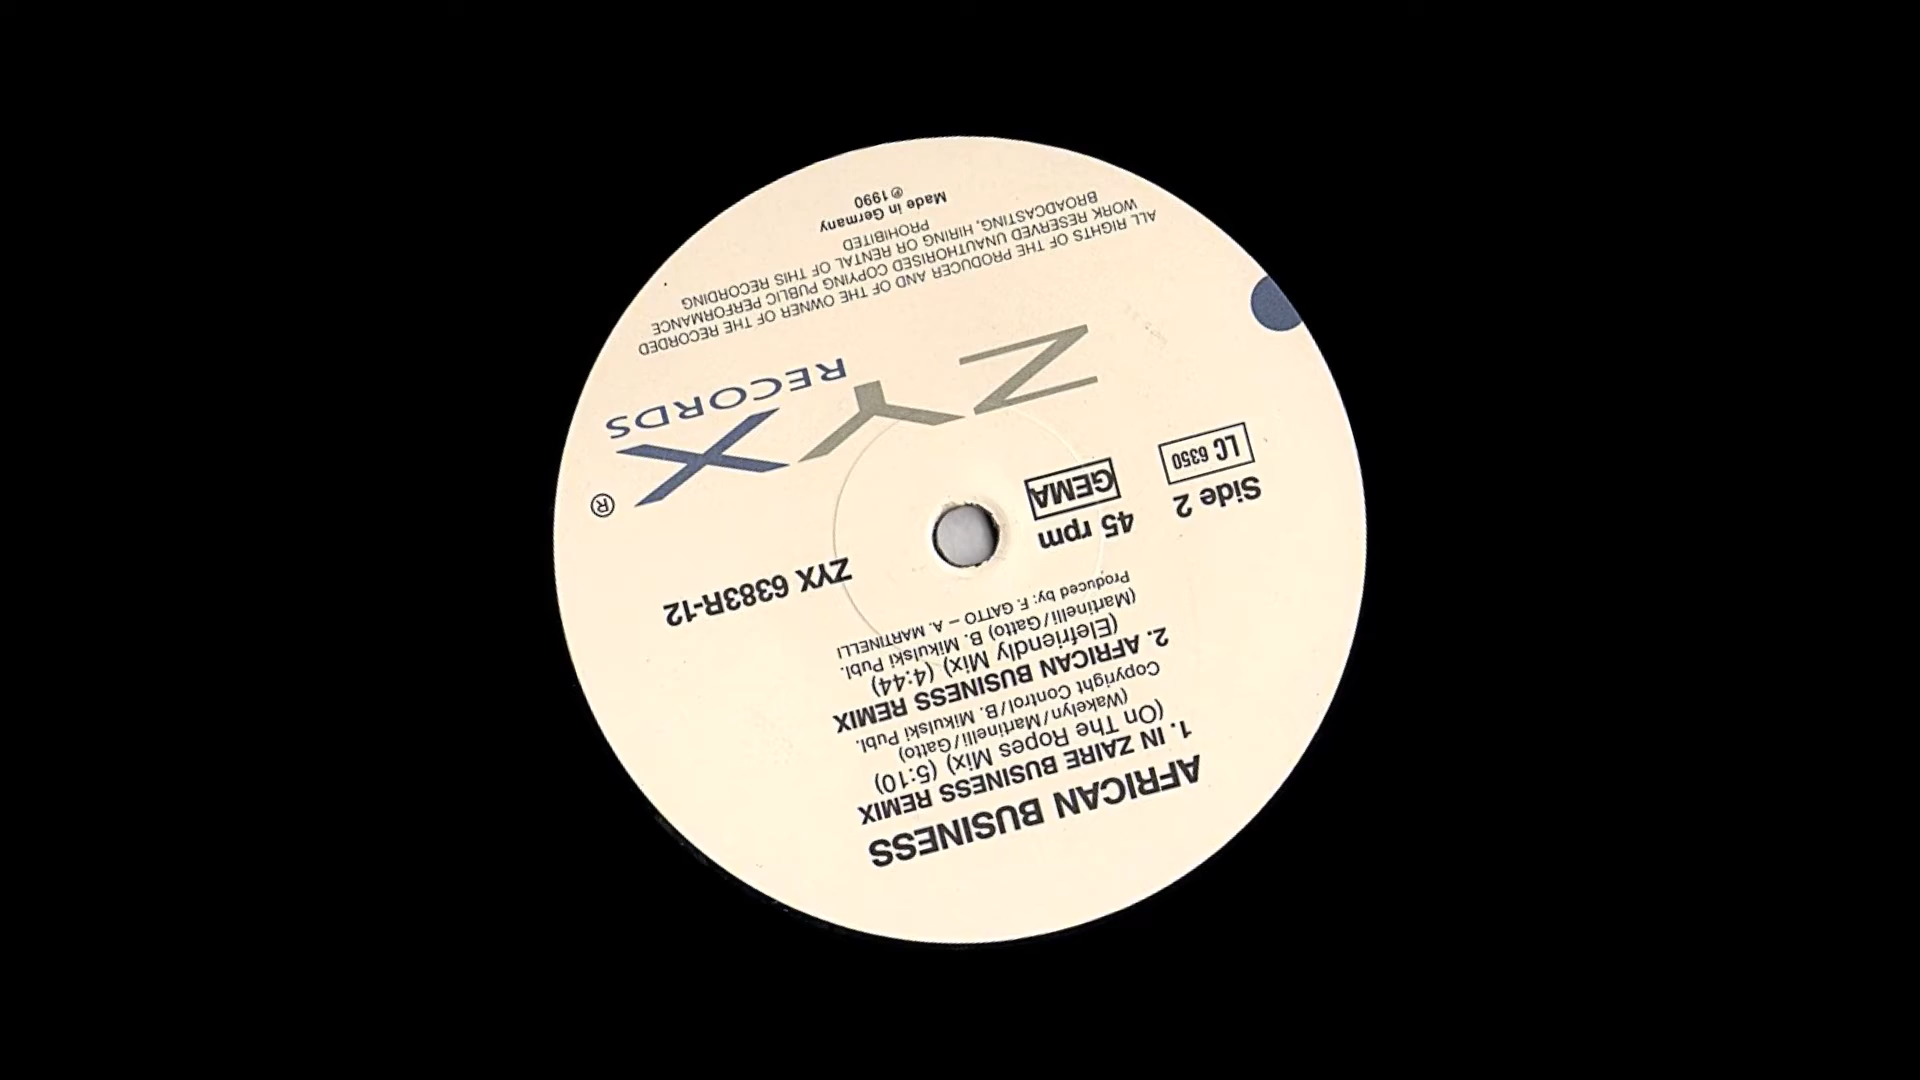 AFRICAN BUSINESS
1. IN ZAIRE BUSINESS REMIX
(On The Ropes Mix) (5:10)
(Wakelyn/Martinelli/Gatto)
Copyright Control/B. Mikulski Publ.
2. AFRICAN BUSINESS REMIX
(Elefriendly Mix) (4:44)
(Martinelli/Gatto) B. Mikulski Publ.
Produced by: F. GATTO – A. MARTINELLI
45 rpm
GEMA
ZYX 6383R-12
Side 2
LC 6350
ZYX
®
RECORDS
ALL RIGHTS OF THE PRODUCER AND OF THE OWNER OF THE RECORDED
WORK RESERVED UNAUTHORISED COPYING PUBLIC PERFORMANCE
BROADCASTING, HIRING OR RENTAL OF THIS RECORDING
PROHIBITED
Made in Germany
℗ 1990